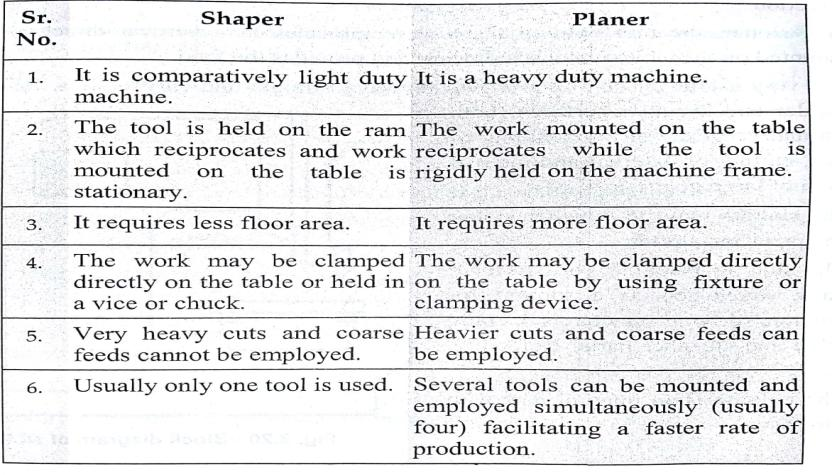 Sr. No.
Shaper
Planer
1.
It is comparatively light duty
machine.
It is a heavy duty machine.
2.
The tool is held on the ram
which reciprocates and work
mounted on the table is
stationary.
The work mounted on the table
reciprocates while the tool is
rigidly held on the machine frame.
3.
It requires less floor area.
It requires more floor area.
4.
The work may be clamped
directly on the table or held in
a vice or chuck.
The work may be clamped directly
on the table by using fixture or
clamping device.
5.
Very heavy cuts and coarse
feeds cannot be employed.
Heavier cuts and coarse feeds can
be employed.
6.
Usually only one tool is used.
Several tools can be mounted and
employed simultaneously (usually
four) facilitating a faster rate of
production.